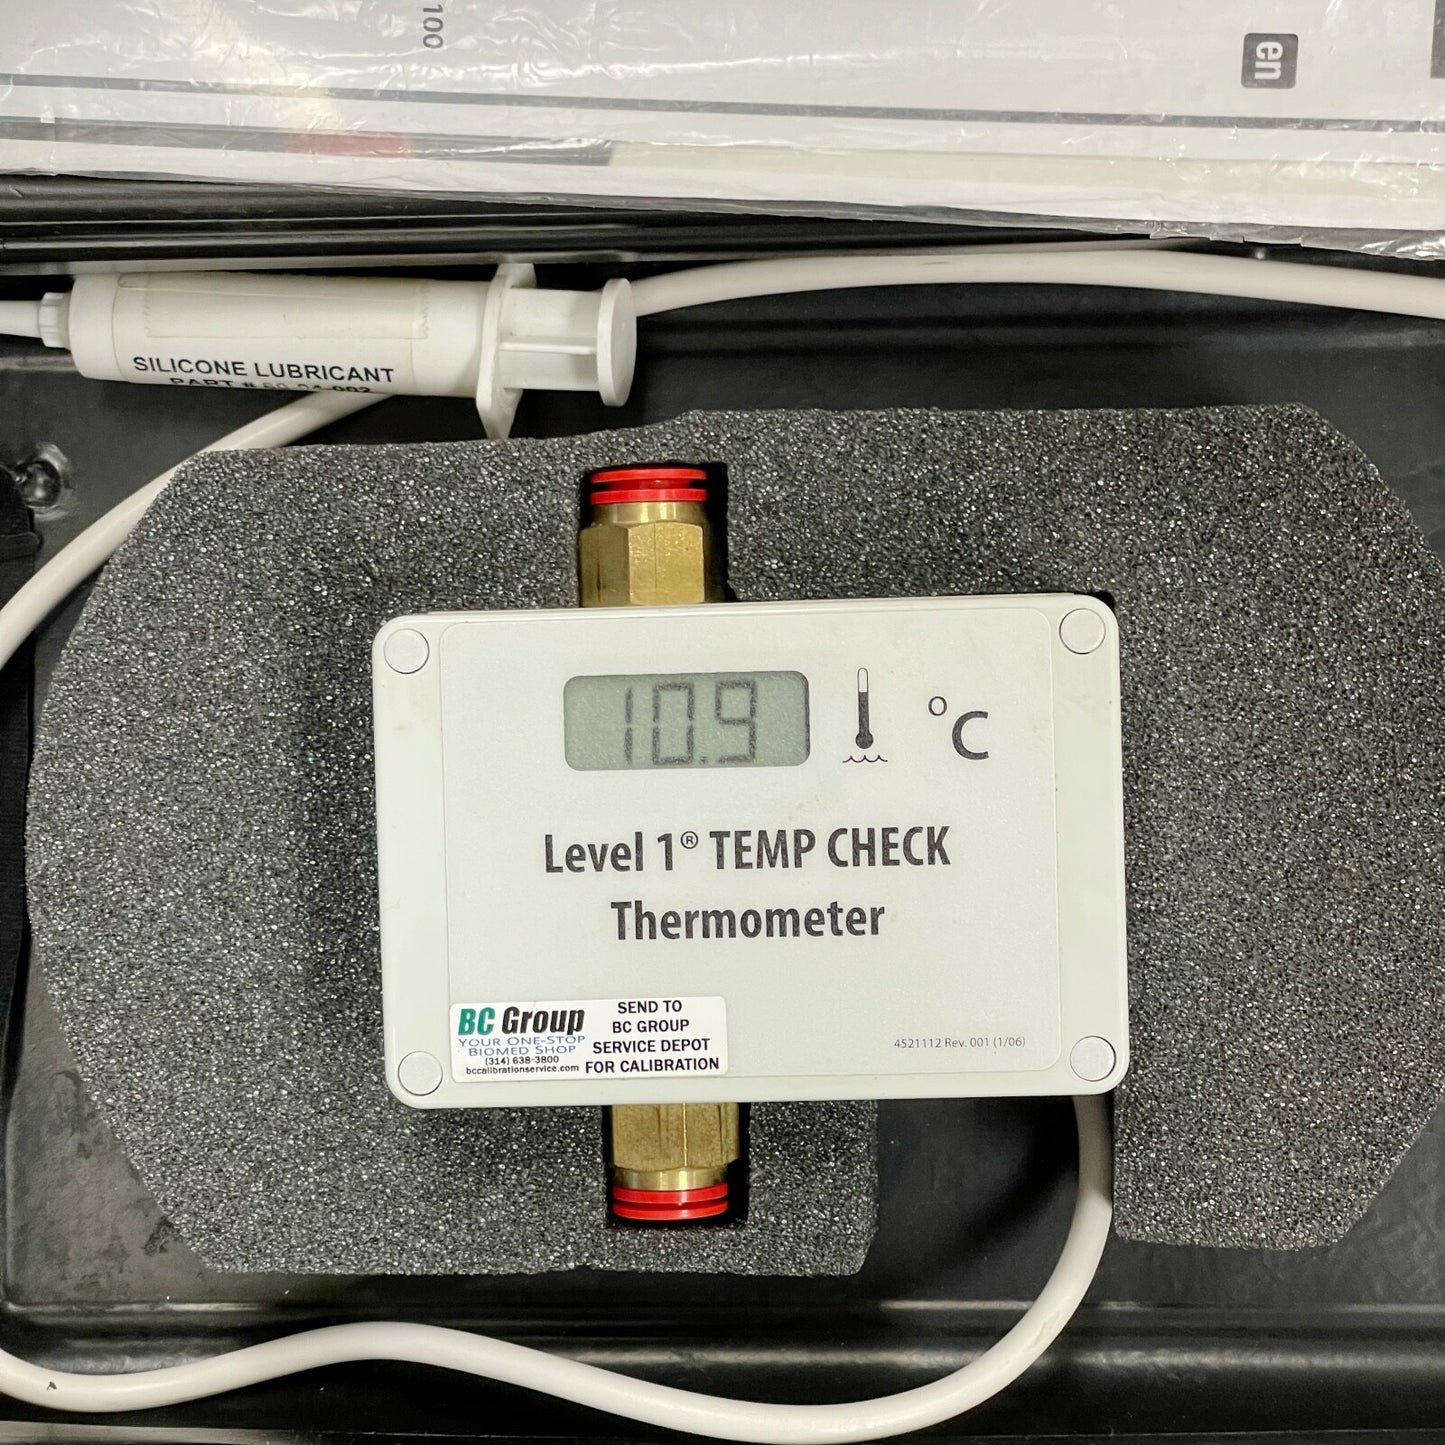 100
en
SILICONE LUBRICANT
PART #
10.9
°C
Level 1® TEMP CHECK
Thermometer
BC Group
YOUR ONE-STOP
BIOMED SHOP
(314) 638-3800
bccalibrationservice.com
SEND TO
BC GROUP
SERVICE DEPOT
FOR CALIBRATION
4521112 Rev. 001 (1/06)